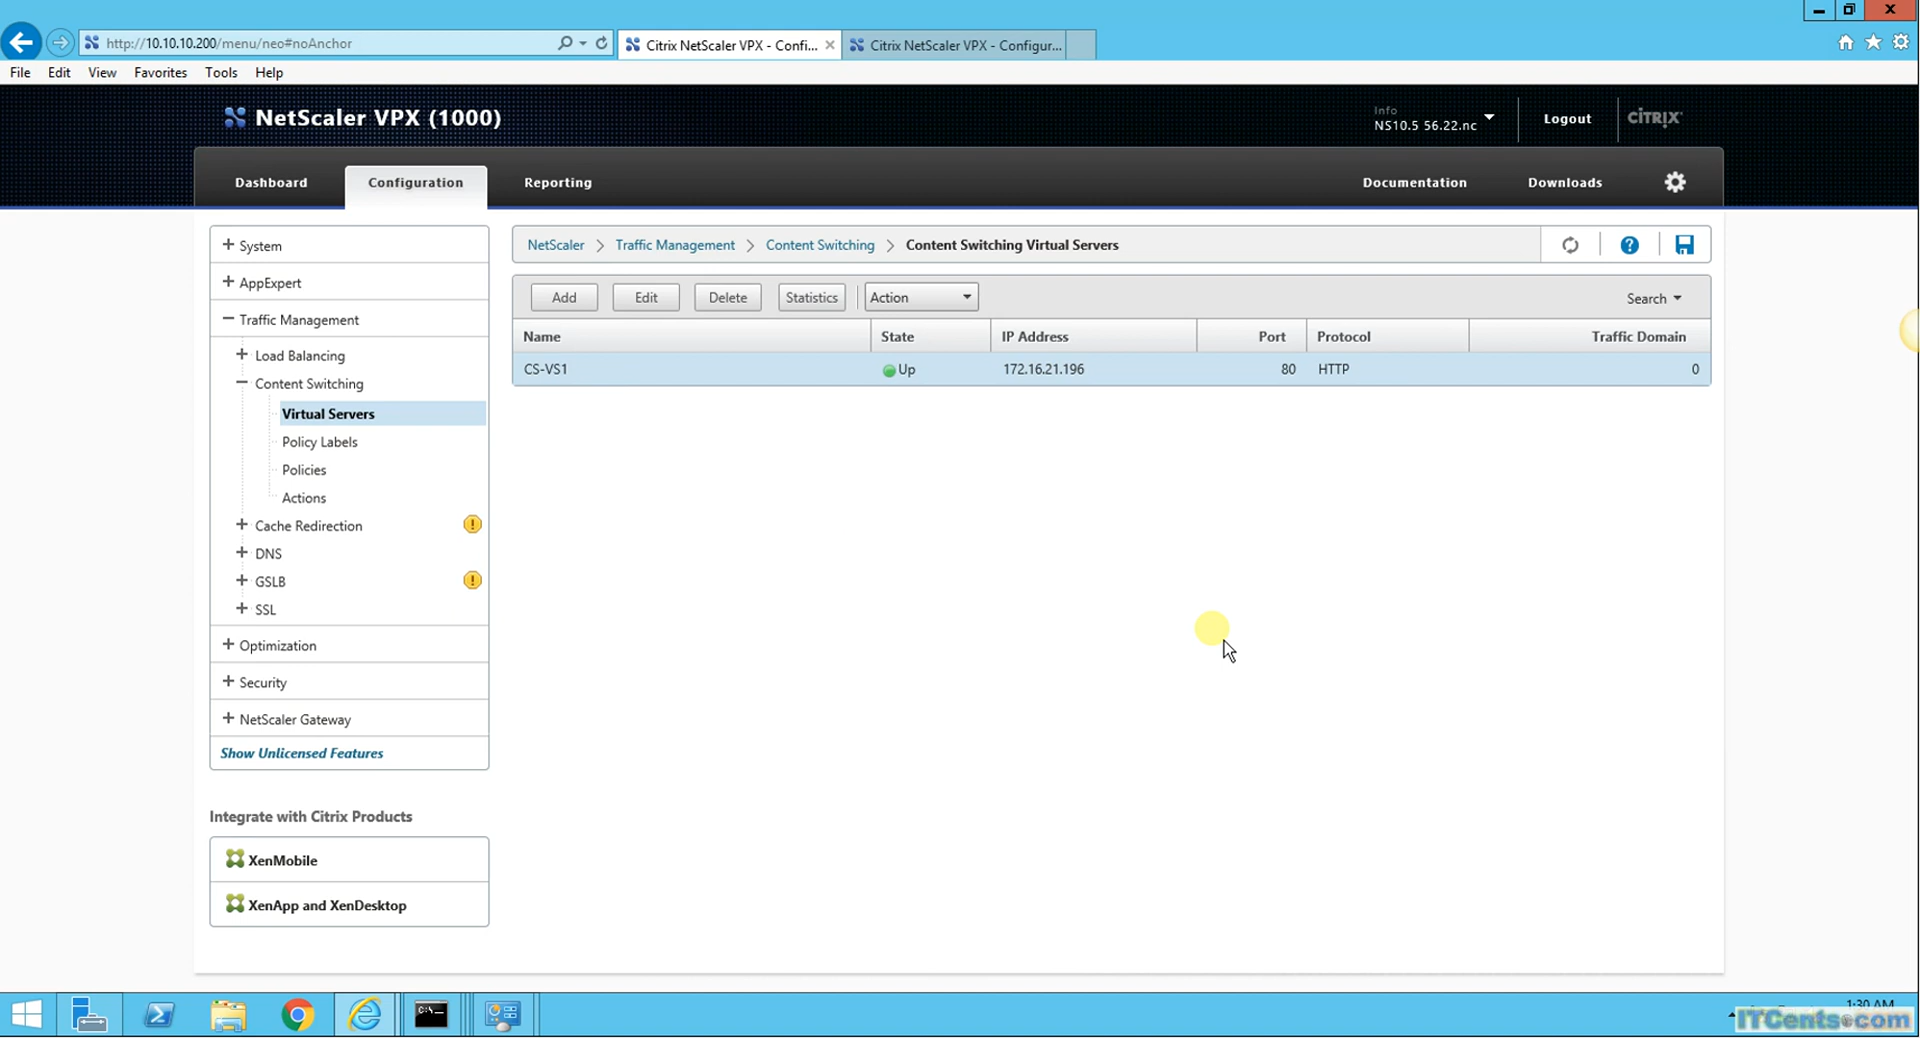 http://10.10.10.200/menu/neo#noAnchor
Citrix NetScaler VPX - Confi...
Citrix NetScaler VPX - Configur...
File Edit View Favorites Tools Help
NetScaler VPX (1000)
Info
NS10.5 56.22.nc
Logout
CITRIX
Dashboard
Configuration
Reporting
Documentation
Downloads
System
AppExpert
Traffic Management
Load Balancing
Content Switching
Virtual Servers
Policy Labels
Policies
Actions
Cache Redirection
DNS
GSLB
SSL
Optimization
Security
NetScaler Gateway
Show Unlicensed Features
Integrate with Citrix Products
XenMobile
XenApp and XenDesktop
NetScaler > Traffic Management > Content Switching > Content Switching Virtual Servers
Add Edit Delete Statistics Action Search
Name State IP Address Port Protocol Traffic Domain
CS-VS1 Up 172.16.21.196 80 HTTP 0
C:\_
1:30 AM
ITCents.com